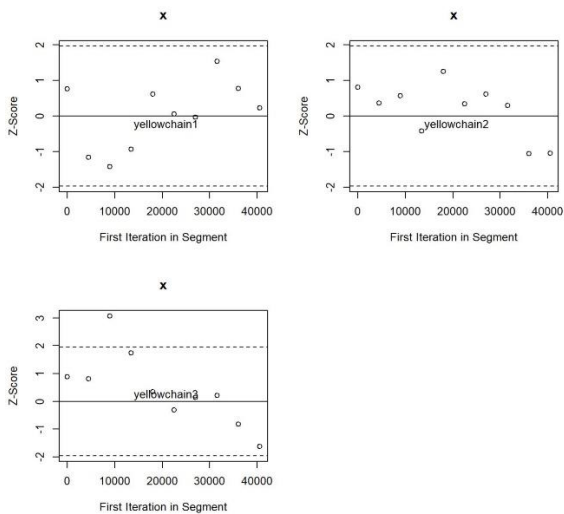 x
2
1
0
-1
-2
Z-Score
yellowchain1
0 10000 20000 30000 40000
First Iteration in Segment
x
2
1
0
-1
-2
Z-Score
yellowchain2
0 10000 20000 30000 40000
First Iteration in Segment
x
3
2
1
0
-1
-2
Z-Score
yellowchain3
0 10000 20000 30000 40000
First Iteration in Segment